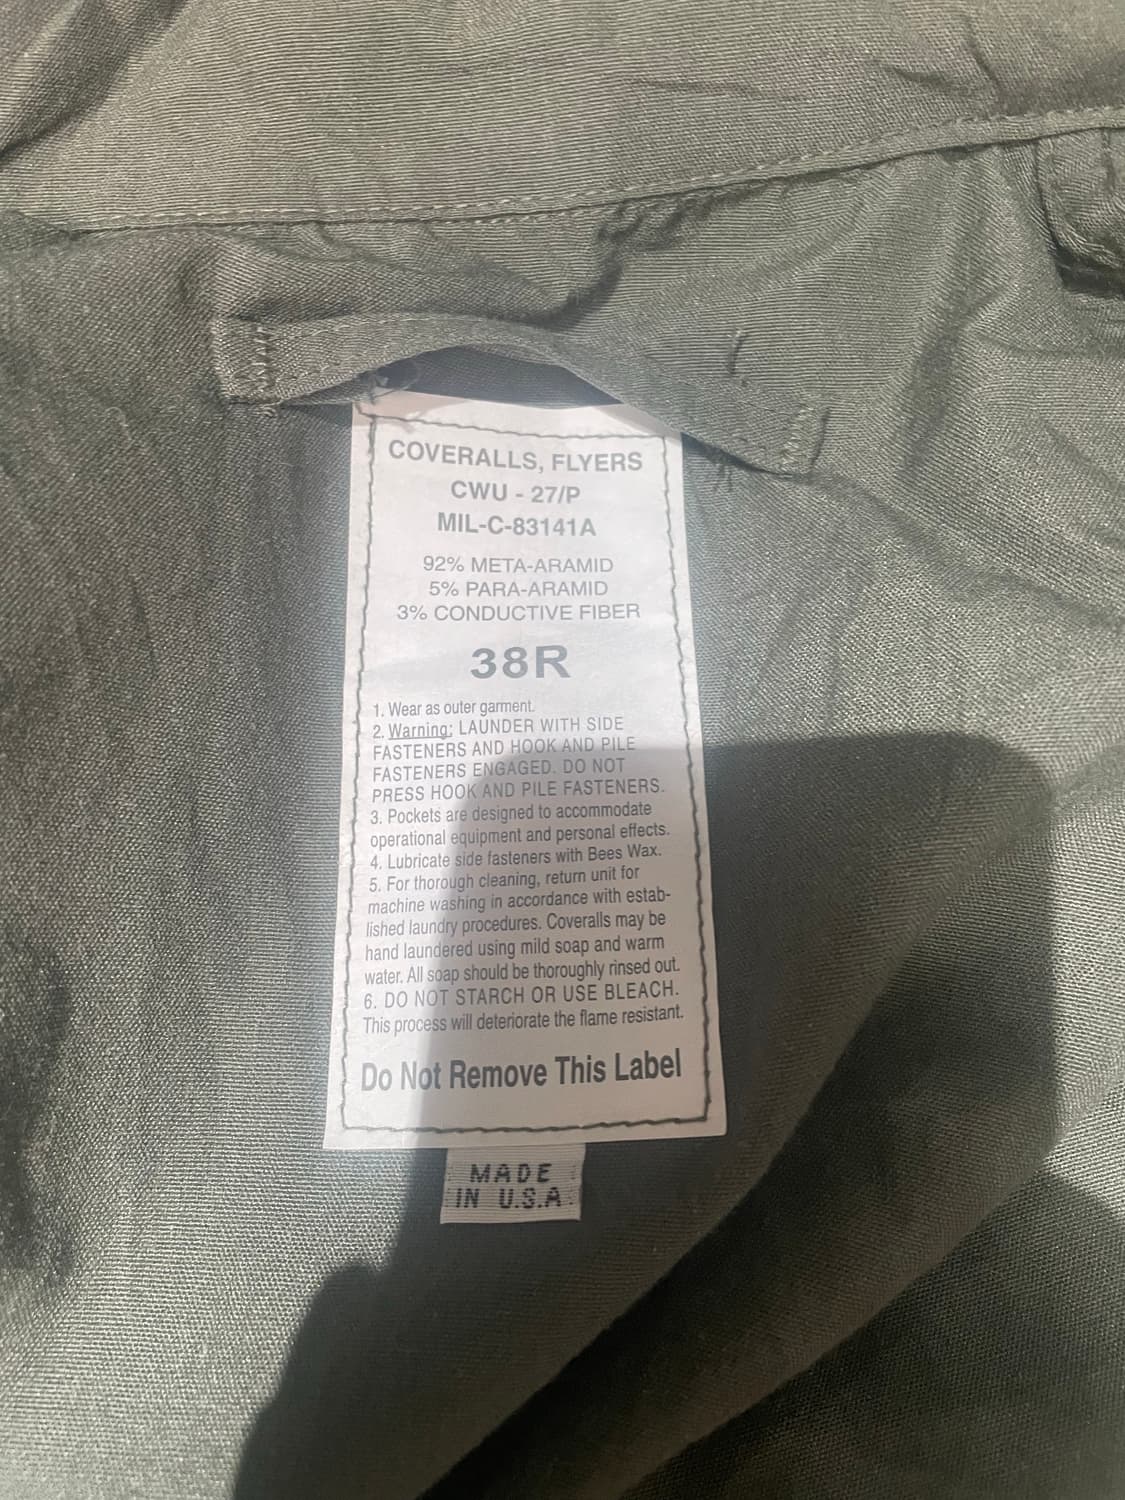 COVERALLS, FLYERS
CWU - 27/P
MIL-C-83141A
92% META-ARAMID
5% PARA-ARAMID
3% CONDUCTIVE FIBER
38R
1. Wear as outer garment.
2. Warning: LAUNDER WITH SIDE
FASTENERS AND HOOK AND PILE
FASTENERS ENGAGED. DO NOT
PRESS HOOK AND PILE FASTENERS.
3. Pockets are designed to accommodate
operational equipment and personal effects.
4. Lubricate side fasteners with Bees Wax.
5. For thorough cleaning, return unit for
machine washing in accordance with estab-
lished laundry procedures. Coveralls may be
hand laundered using mild soap and warm
water. All soap should be thoroughly rinsed out.
6. DO NOT STARCH OR USE BLEACH.
This process will deteriorate the flame resistant.
Do Not Remove This Label
MADE
IN U.S.A